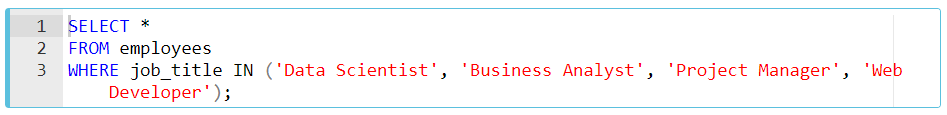 1 SELECT *
2 FROM employees
3 WHERE job_title IN ('Data Scientist', 'Business Analyst', 'Project Manager', 'Web
Developer');